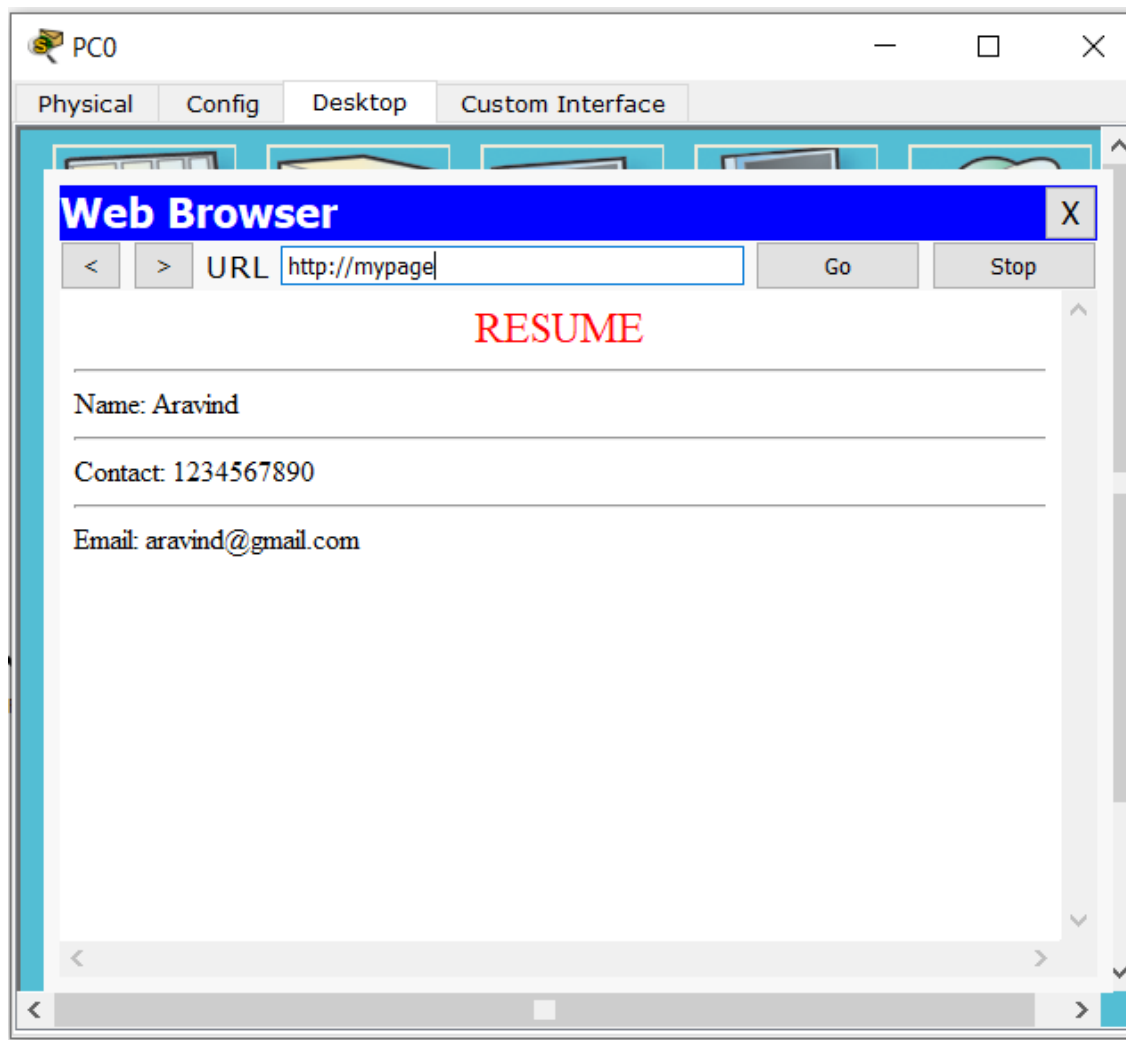 PC0
Physical Config Desktop Custom Interface
Web Browser X
< > URL http://mypage Go Stop
RESUME
Name: Aravind
Contact: 1234567890
Email: aravind@gmail.com